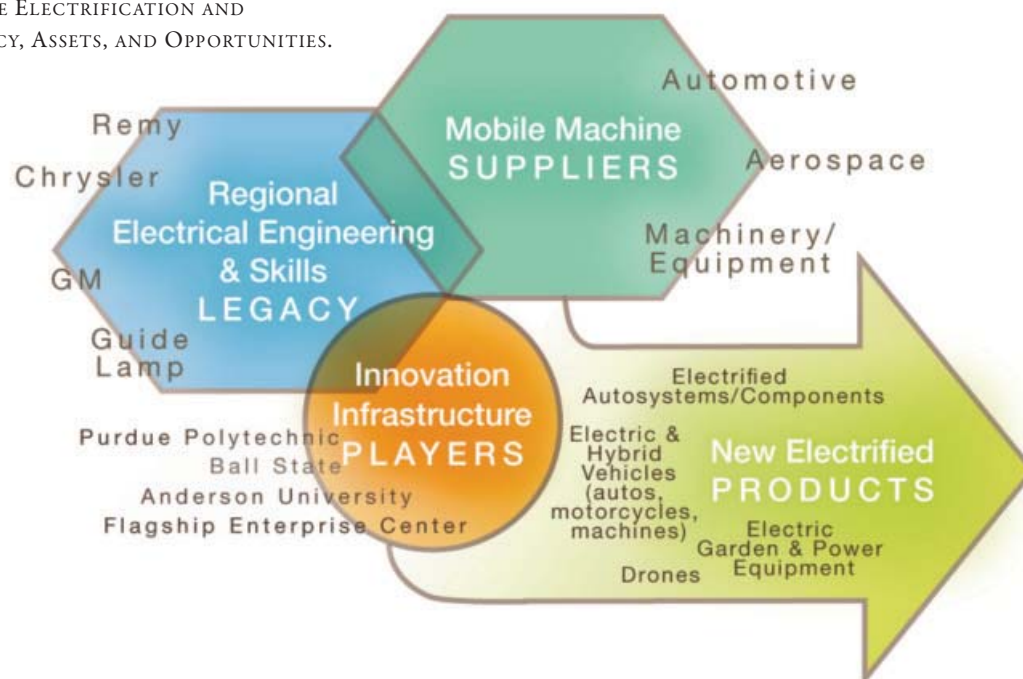 ELECTRIFICATION AND
ASSETS, AND OPPORTUNITIES.
Remy
Chrysler
GM
Guide
Lamp
Regional
Electrical Engineering
& Skills
LEGACY
Mobile Machine
SUPPLIERS
Automotive
Aerospace
Machinery/
Equipment
Innovation
Infrastructure
PLAYERS
Purdue Polytechnic
Ball State
Anderson University
Flagship Enterprise Center
Electrified
Autosystems/Components
Electric &
Hybrid
Vehicles
(autos,
motorcycles,
machines)
New Electrified
PRODUCTS
Electric
Garden & Power
Equipment
Drones